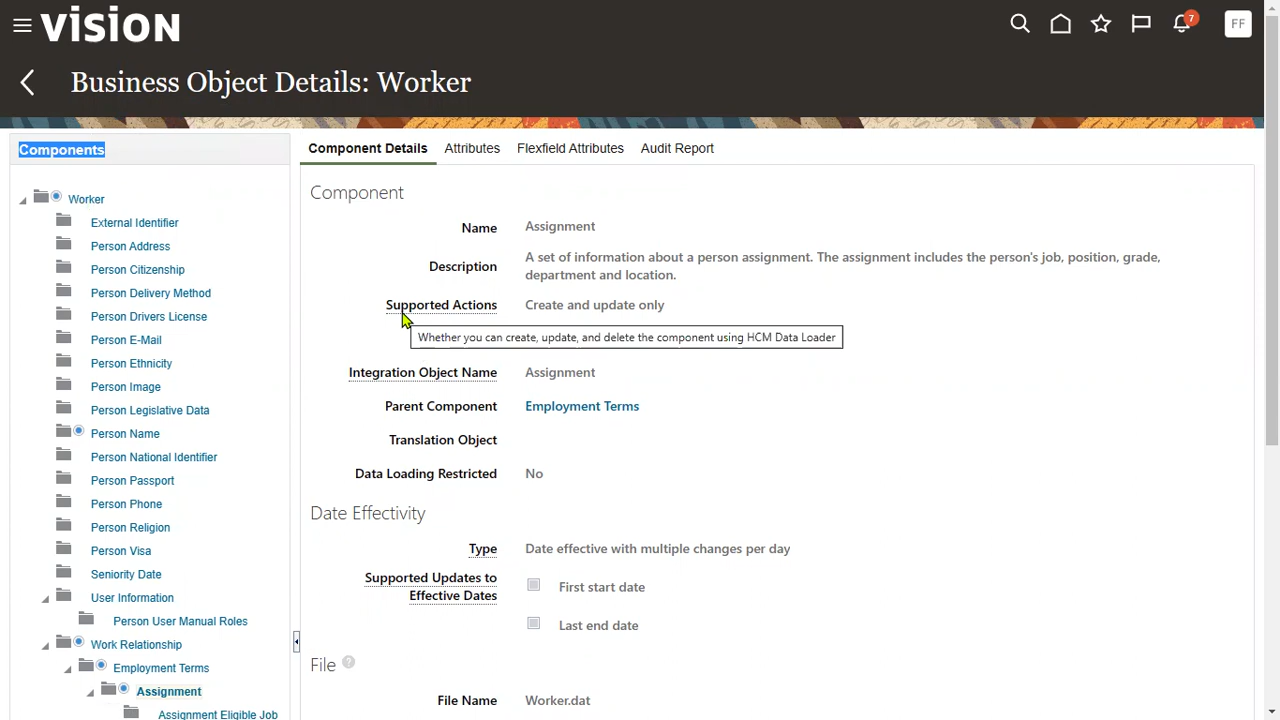 vision
7
FF
Business Object Details: Worker
Components
Worker
External Identifier
Person Address
Person Citizenship
Person Delivery Method
Person Drivers License
Person E-Mail
Person Ethnicity
Person Image
Person Legislative Data
Person Name
Person National Identifier
Person Passport
Person Phone
Person Religion
Person Visa
Seniority Date
User Information
Person User Manual Roles
Work Relationship
Employment Terms
Assignment
Assignment Eligible Job
Component Details Attributes Flexfield Attributes Audit Report
Component
Name Assignment
Description A set of information about a person assignment. The assignment includes the person's job, position, grade,
department and location.
Supported Actions Create and update only
Whether you can create, update, and delete the component using HCM Data Loader
Integration Object Name Assignment
Parent Component Employment Terms
Translation Object
Data Loading Restricted No
Date Effectivity
Type Date effective with multiple changes per day
Supported Updates to
Effective Dates
First start date
Last end date
File ?
File Name Worker.dat